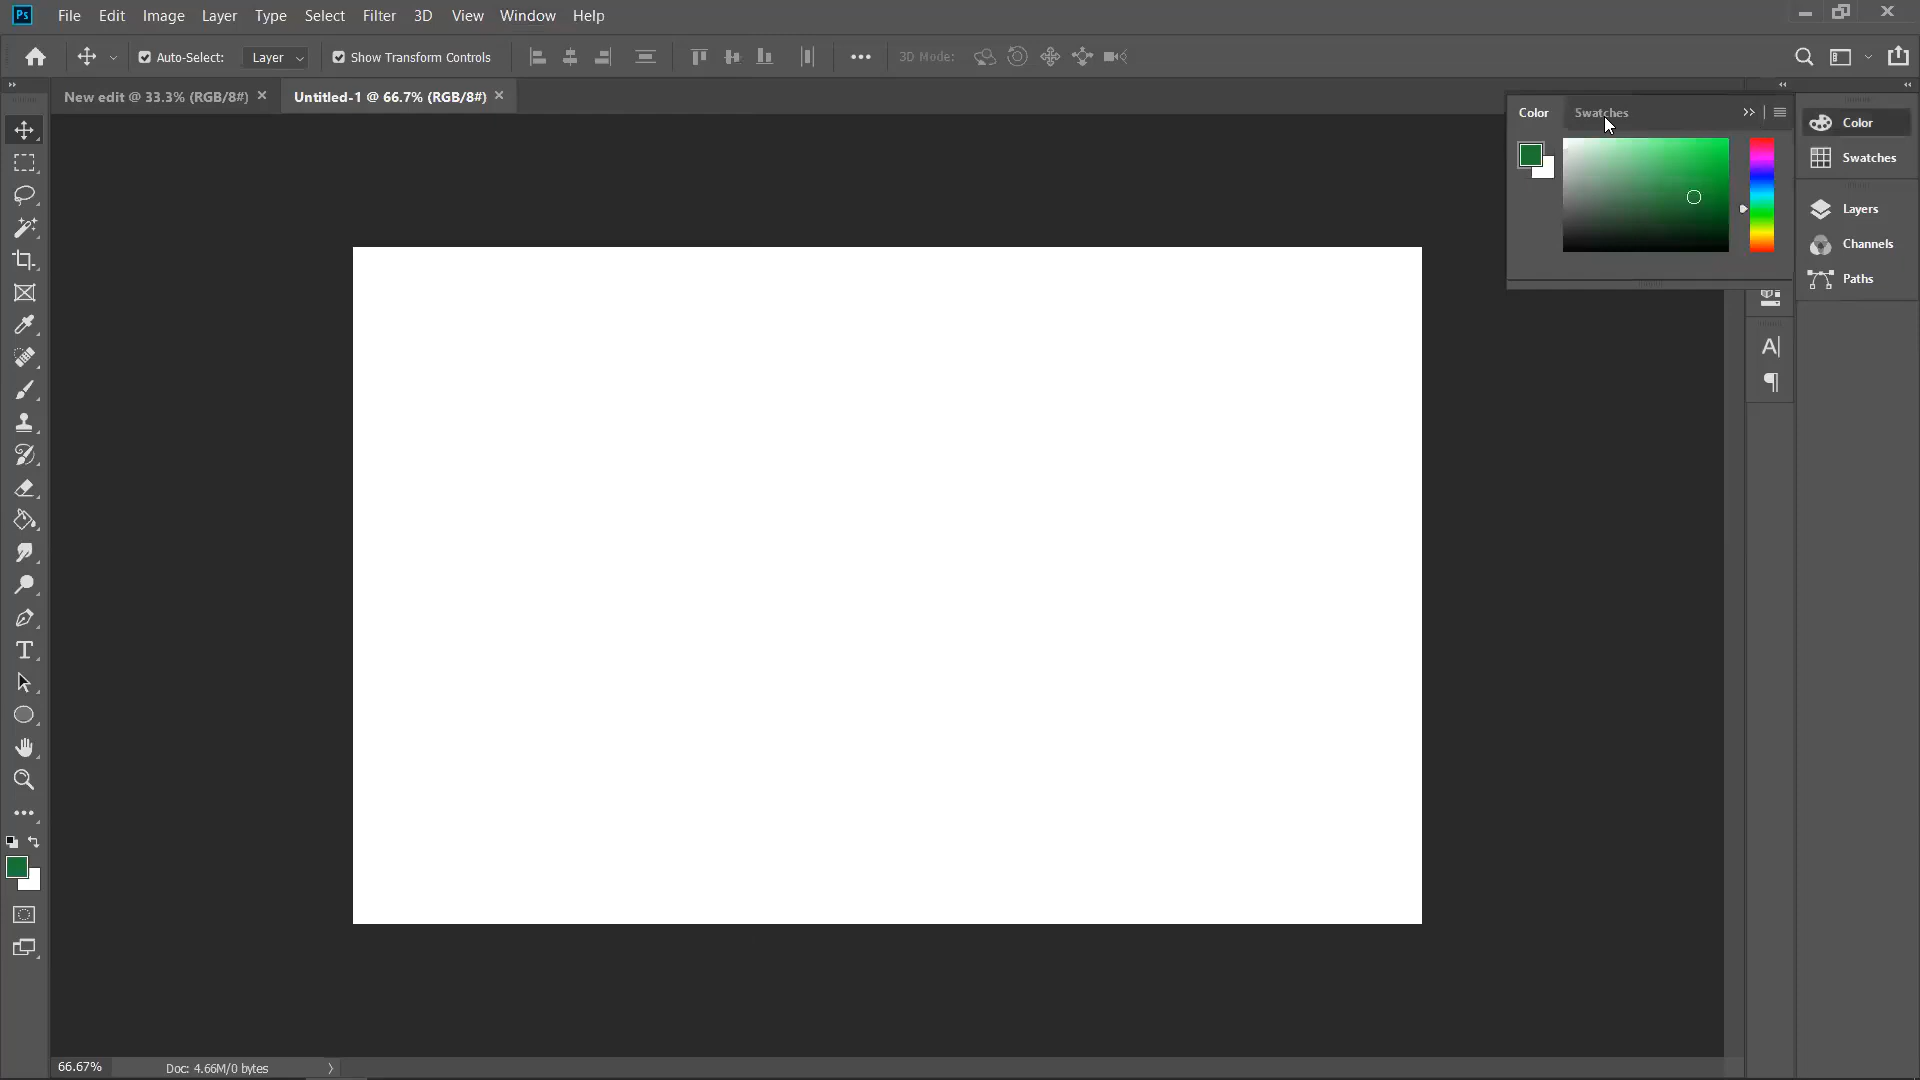 Ps File Edit Image Layer Type Select Filter 3D View Window Help
Auto-Select: Layer Show Transform Controls 3D Mode:
New edit @ 33.3% (RGB/8#) Untitled-1 @ 66.7% (RGB/8#)
Color Swatches
Color
Swatches
Layers
Channels
Paths
66.67% Doc: 4.66M/0 bytes